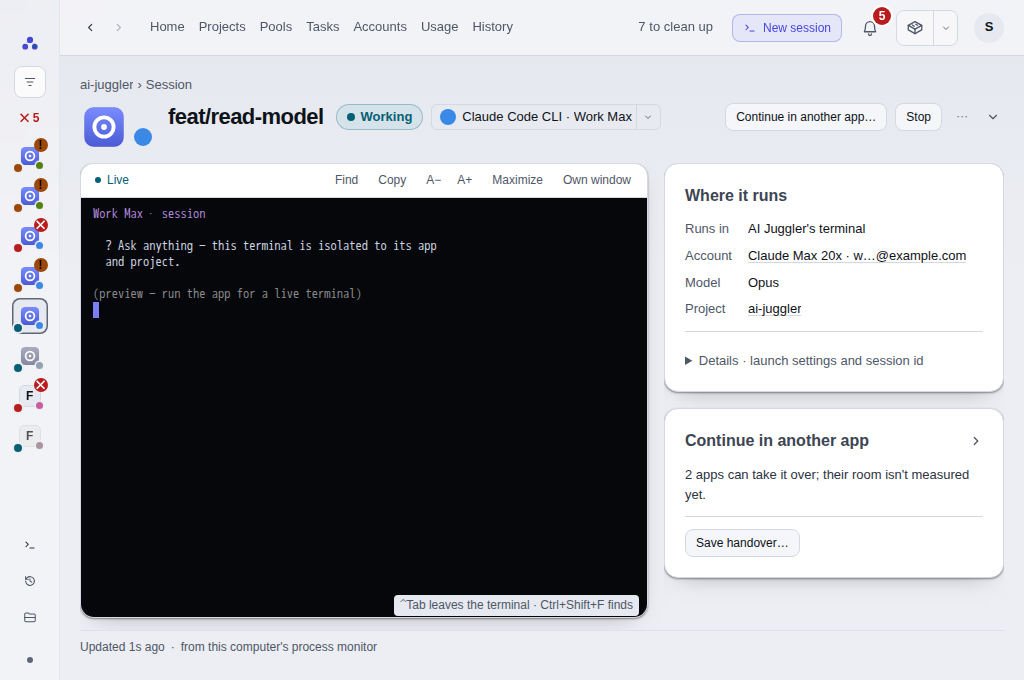 Home Projects Pools Tasks Accounts Usage History 7 to clean up New session 5 S
5
ai-juggler › Session
feat/read-model Working Claude Code CLI · Work Max Continue in another app… Stop ···
Live Find Copy A− A+ Maximize Own window
Work Max · session
? Ask anything — this terminal is isolated to its app
and project.
(preview — run the app for a live terminal)
^Tab leaves the terminal · Ctrl+Shift+F finds
Where it runs
Runs in AI Juggler's terminal
Account Claude Max 20x · w…@example.com
Model Opus
Project ai-juggler
Details · launch settings and session id
Continue in another app
2 apps can take it over; their room isn't measured
yet.
Save handover…
F
F
Updated 1s ago · from this computer's process monitor